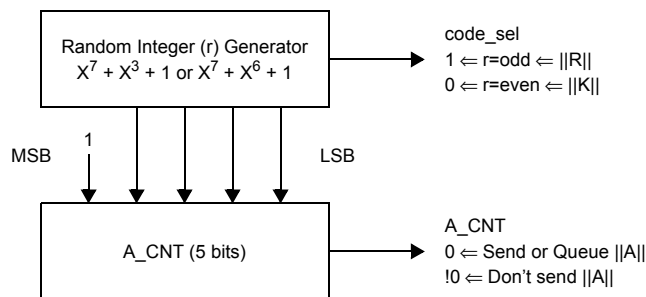 Random Integer (r) Generator
X⁷ + X³ + 1 or X⁷ + X⁶ + 1
code_sel
1 ⇐ r=odd ⇐ ||R||
0 ⇐ r=even ⇐ ||K||
1
MSB
LSB
A_CNT (5 bits)
A_CNT
0 ⇐ Send or Queue ||A||
!0 ⇐ Don't send ||A||